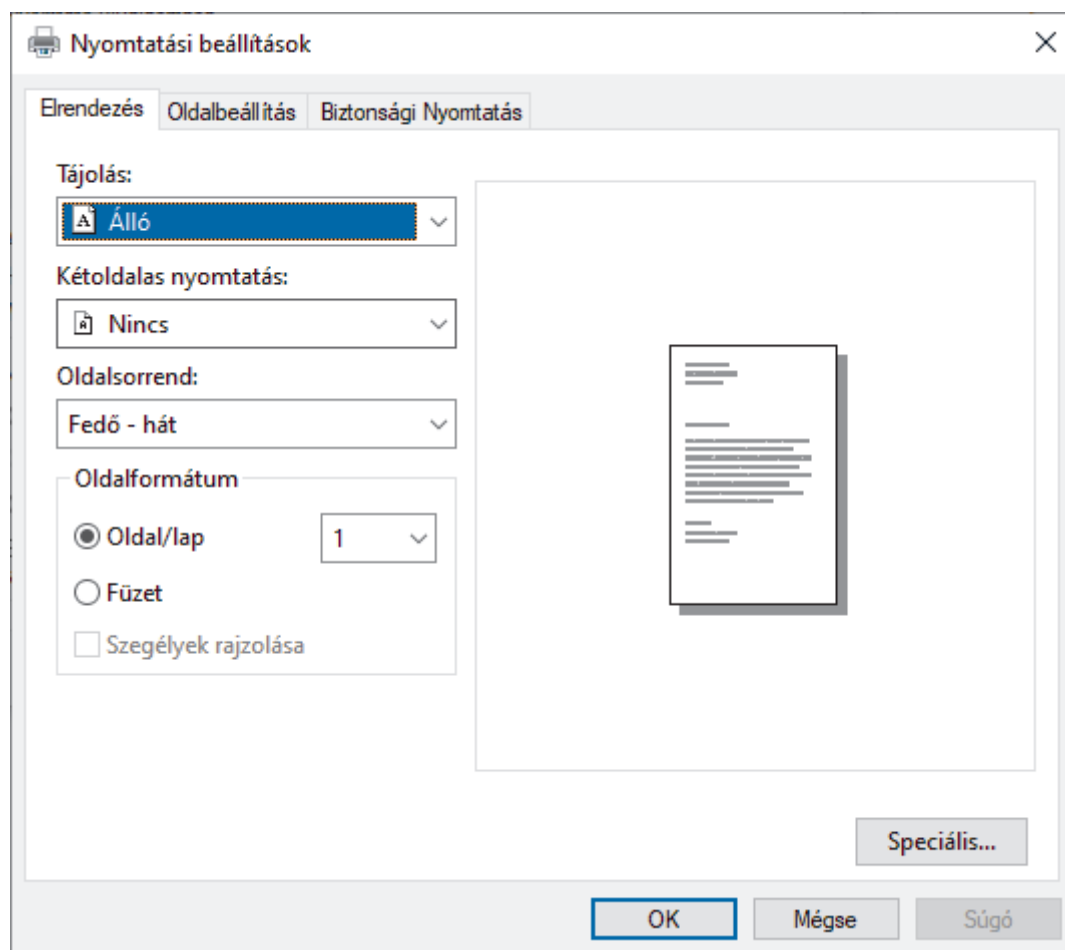 Nyomtatási beállítások
Elrendezés Oldalbeállítás Biztonsági Nyomtatás
Tájolás:
Álló
Kétoldalas nyomtatás:
Nincs
Oldalsorrend:
Fedő - hát
Oldalformátum
Oldal/lap 1
Füzet
Szegélyek rajzolása
Speciális...
OK Mégse Súgó